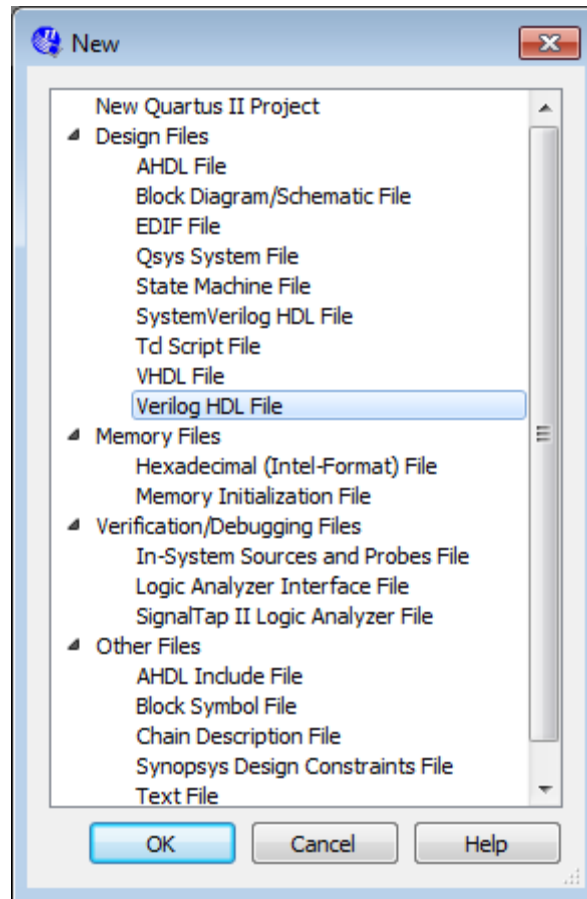 New
New Quartus II Project
Design Files
AHDL File
Block Diagram/Schematic File
EDIF File
Qsys System File
State Machine File
SystemVerilog HDL File
Tcl Script File
VHDL File
Verilog HDL File
Memory Files
Hexadecimal (Intel-Format) File
Memory Initialization File
Verification/Debugging Files
In-System Sources and Probes File
Logic Analyzer Interface File
SignalTap II Logic Analyzer File
Other Files
AHDL Include File
Block Symbol File
Chain Description File
Synopsys Design Constraints File
Text File
OK Cancel Help